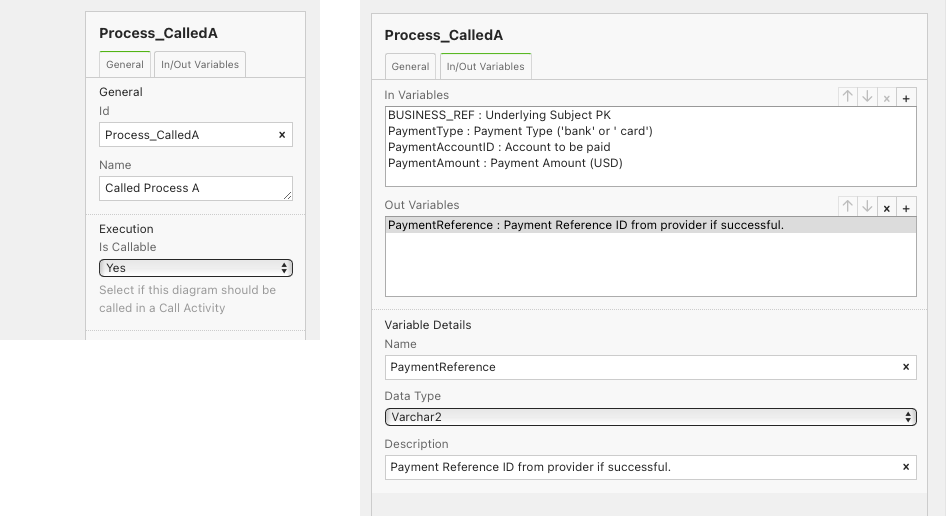 Process_CalledA
General
In/Out Variables
General
Id
Process_CalledA
x
Name
Called Process A
Execution
Is Callable
Yes
Select if this diagram should be
called in a Call Activity
Process_CalledA
General
In/Out Variables
In Variables
↑ ↓ x +
BUSINESS_REF : Underlying Subject PK
PaymentType : Payment Type ('bank' or ' card')
PaymentAccountID : Account to be paid
PaymentAmount : Payment Amount (USD)
Out Variables
↑ ↓ x +
PaymentReference : Payment Reference ID from provider if successful.
Variable Details
Name
PaymentReference
x
Data Type
Varchar2
Description
Payment Reference ID from provider if successful.
x